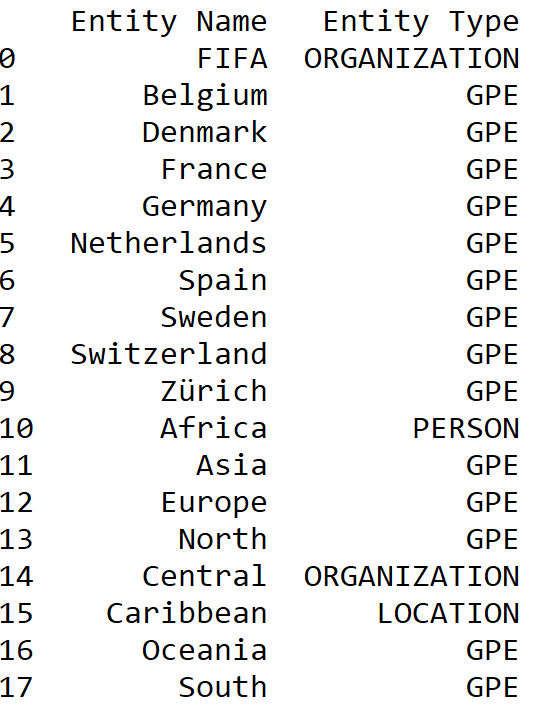 Entity Name Entity Type
0 FIFA ORGANIZATION
1 Belgium GPE
2 Denmark GPE
3 France GPE
4 Germany GPE
5 Netherlands GPE
6 Spain GPE
7 Sweden GPE
8 Switzerland GPE
9 Zürich GPE
10 Africa PERSON
11 Asia GPE
12 Europe GPE
13 North GPE
14 Central ORGANIZATION
15 Caribbean LOCATION
16 Oceania GPE
17 South GPE